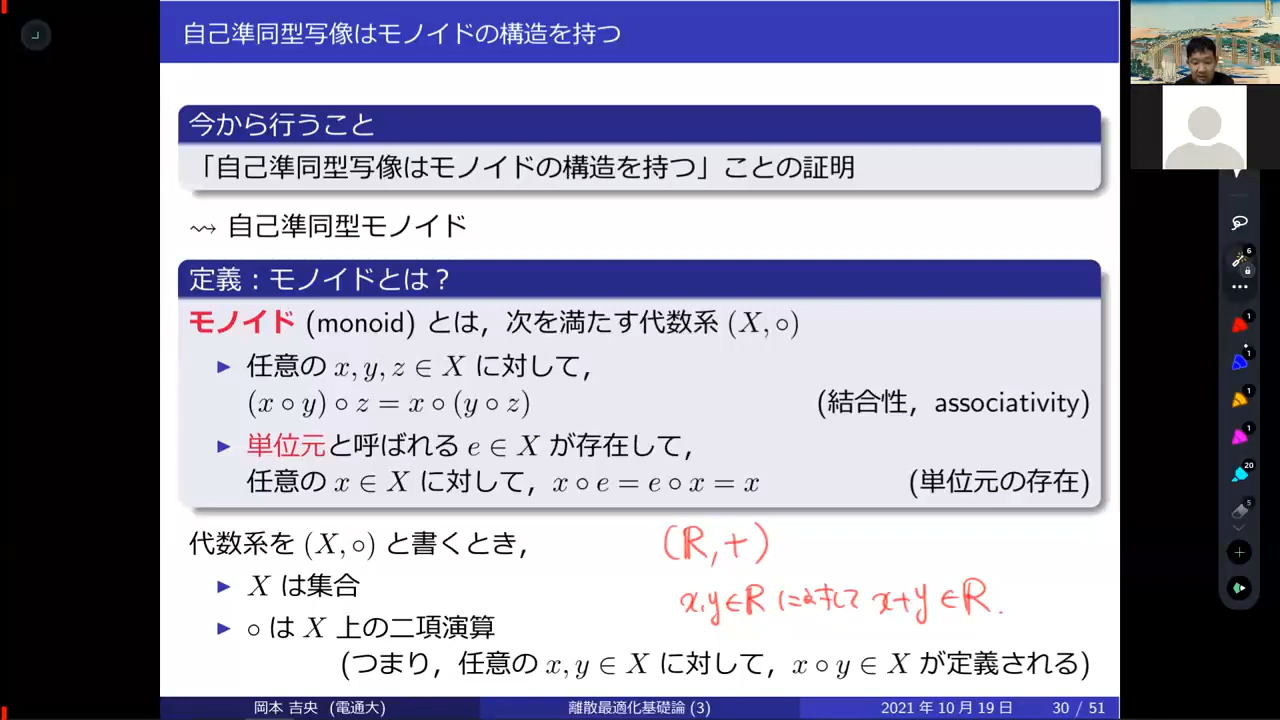 自己準同型写像はモノイドの構造を持つ
今から行うこと
「自己準同型写像はモノイドの構造を持つ」ことの証明
⇝ 自己準同型モノイド
定義：モノイドとは？
モノイド (monoid) とは，次を満たす代数系 (X, ∘)
▶ 任意の x, y, z ∈ X に対して，
(x ∘ y) ∘ z = x ∘ (y ∘ z) (結合性，associativity)
▶ 単位元と呼ばれる e ∈ X が存在して，
任意の x ∈ X に対して，x ∘ e = e ∘ x = x (単位元の存在)
代数系を (X, ∘) と書くとき，
(ℝ, +)
▶ X は集合
x, y ∈ ℝ に対して x+y ∈ ℝ.
▶ ∘ は X 上の二項演算
(つまり，任意の x, y ∈ X に対して，x ∘ y ∈ X が定義される)
岡本 吉央 (電通大) 離散最適化基礎論 (3) 2021 年 10 月 19 日 30 / 51
6
1
1
1
1
20
5